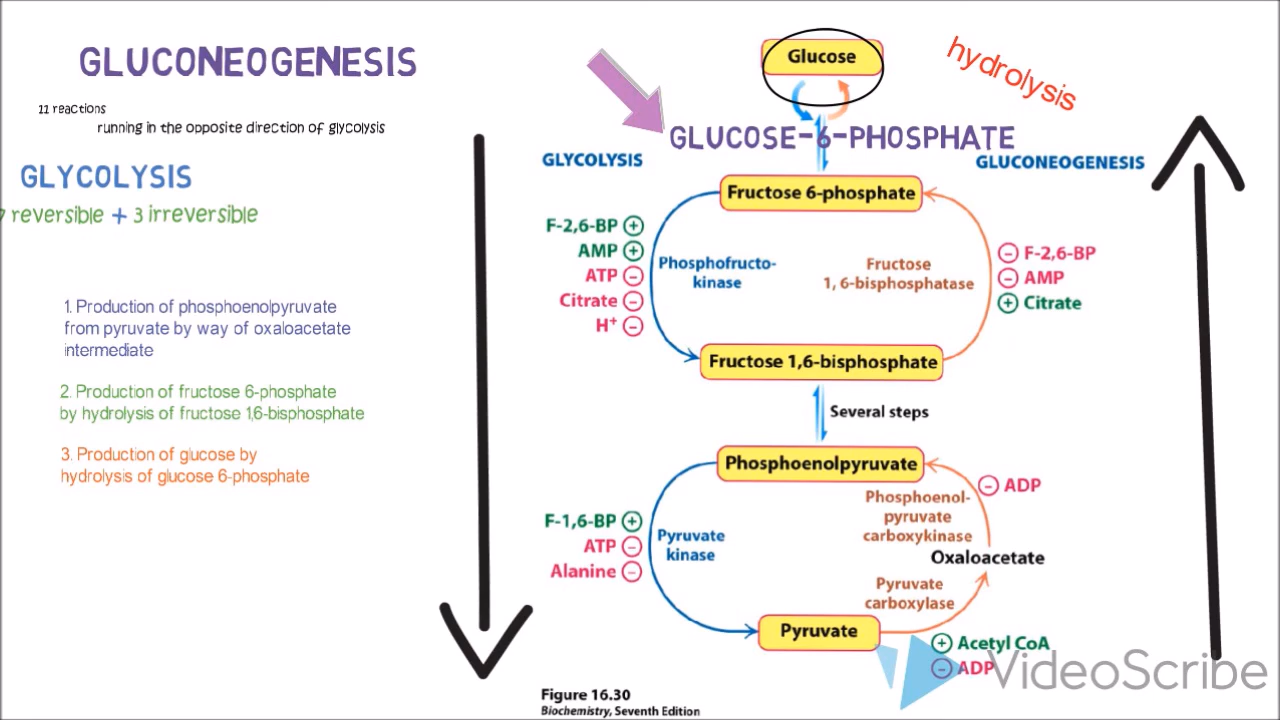 GLUCONEOGENESIS
11 reactions
running in the opposite direction of glycolysis
GLYCOLYSIS
7 reversible + 3 irreversible
1. Production of phosphoenolpyruvate
from pyruvate by way of oxaloacetate
intermediate
2. Production of fructose 6-phosphate
by hydrolysis of fructose 1,6-bisphosphate
3. Production of glucose by
hydrolysis of glucose 6-phosphate
Glucose
hydrolysis
GLUCOSE-6-PHOSPHATE
GLYCOLYSIS
GLUCONEOGENESIS
Fructose 6-phosphate
F-2,6-BP +
AMP +
ATP −
Citrate −
H⁺ −
Phosphofructo-
kinase
Fructose
1, 6-bisphosphatase
− F-2,6-BP
− AMP
+ Citrate
Fructose 1,6-bisphosphate
Several steps
Phosphoenolpyruvate
F-1,6-BP +
ATP −
Alanine −
Pyruvate
kinase
− ADP
Phosphoenol-
pyruvate
carboxykinase
Oxaloacetate
Pyruvate
carboxylase
Pyruvate
+ Acetyl CoA
− ADP
VideoScribe
Figure 16.30
Biochemistry, Seventh Edition